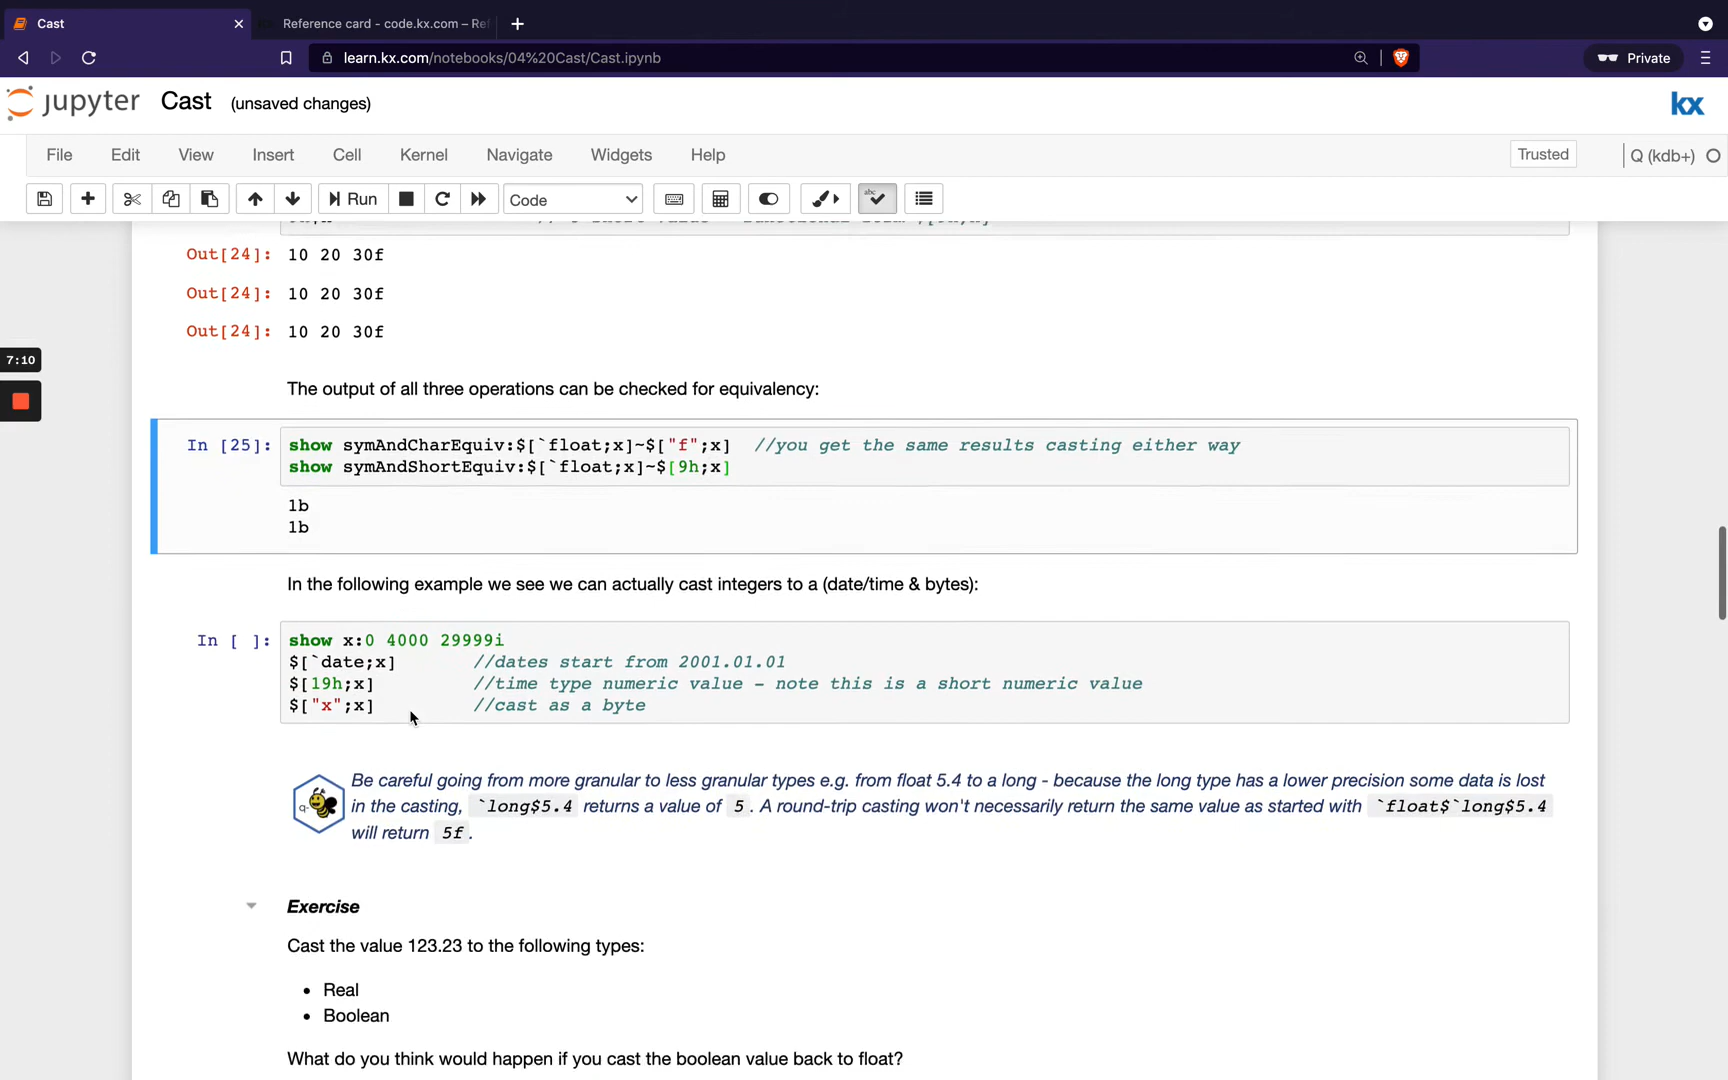 Cast
Reference card - code.kx.com – Re
learn.kx.com/notebooks/04%20Cast/Cast.ipynb
Private
jupyter Cast (unsaved changes)
kx
File Edit View Insert Cell Kernel Navigate Widgets Help
Trusted
Q (kdb+)
Run
Code
abc
Out[24]: 10 20 30f
Out[24]: 10 20 30f
Out[24]: 10 20 30f
7:10
The output of all three operations can be checked for equivalency:
In [25]: show symAndCharEquiv:$[`float;x]~$["f";x] //you get the same results casting either way
show symAndShortEquiv:$[`float;x]~$[9h;x]
1b
1b
In the following example we see we can actually cast integers to a (date/time & bytes):
In [ ]: show x:0 4000 29999i
$[`date;x] //dates start from 2001.01.01
$[19h;x] //time type numeric value - note this is a short numeric value
$["x";x] //cast as a byte
q-
Be careful going from more granular to less granular types e.g. from float 5.4 to a long - because the long type has a lower precision some data is lost
in the casting, `long$5.4 returns a value of 5 . A round-trip casting won't necessarily return the same value as started with `float$`long$5.4
will return 5f .
Exercise
Cast the value 123.23 to the following types:
• Real
• Boolean
What do you think would happen if you cast the boolean value back to float?